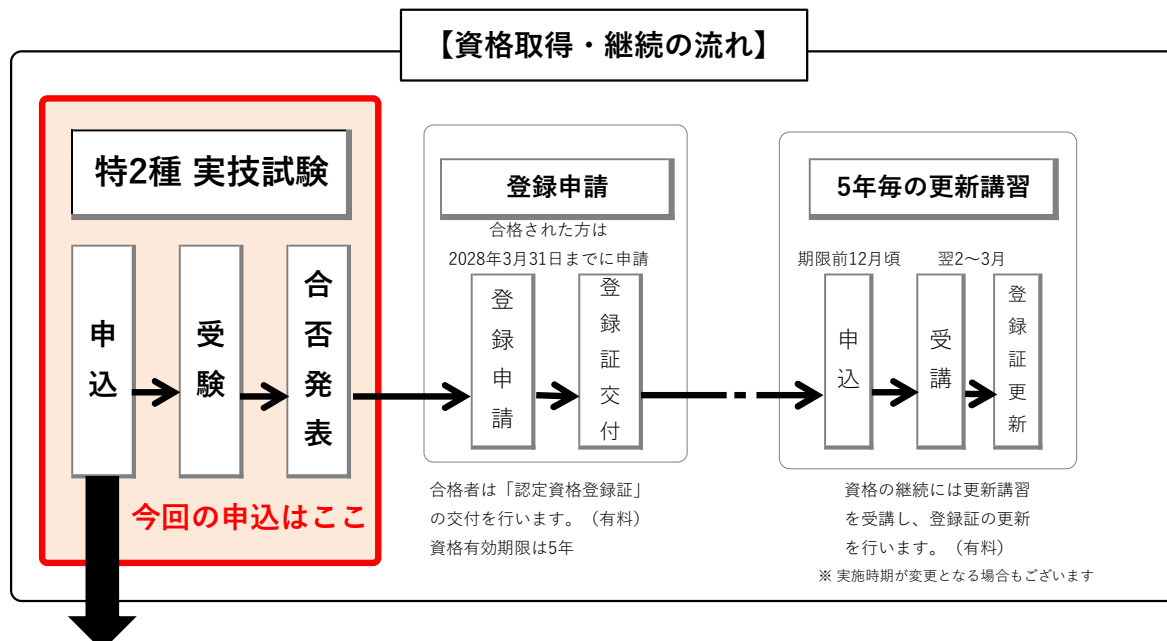 【資格取得・継続の流れ】
特2種 実技試験
申込
受験
合否発表
今回の申込はここ
登録申請
合格された方は
2028年3月31日までに申請
登録申請
登録証交付
合格者は「認定資格登録証」
の交付を行います。（有料）
資格有効期限は5年
5年毎の更新講習
期限前12月頃
翌2～3月
申込
受講
登録証更新
資格の継続には更新講習
を受講し、登録証の更新
を行います。（有料）
※ 実施時期が変更となる場合もございます